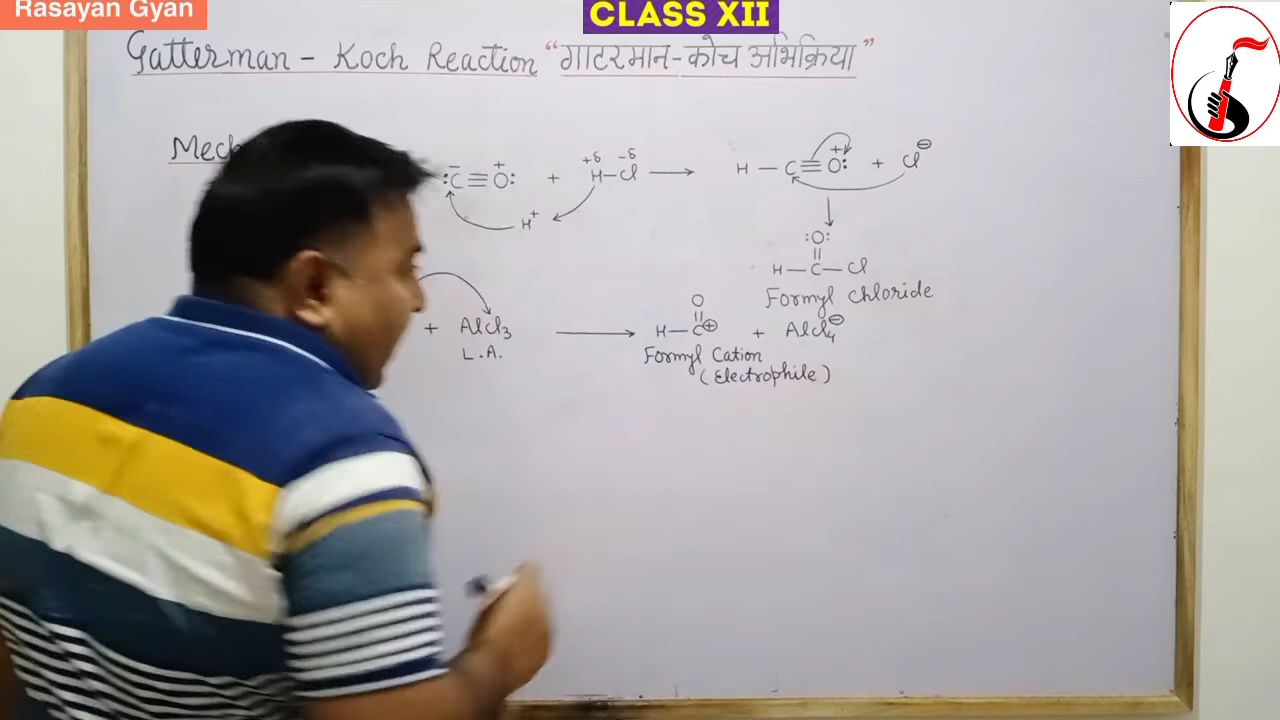 Rasayan Gyan
CLASS XII
Gatterman - Koch Reaction "गाटरमान-कोच अभिक्रिया"
:C̄ ≡ O⁺: + +δ H - Cl -δ ⟶ H - C ≡ O⁺: + Cl⊖
H⁺
:O:
||
H - C - Cl
Formyl chloride
+ AlCl₃ ⟶ H - C⊕ + AlCl₄⊖
O
||
L.A.
Formyl Cation
(Electrophile)